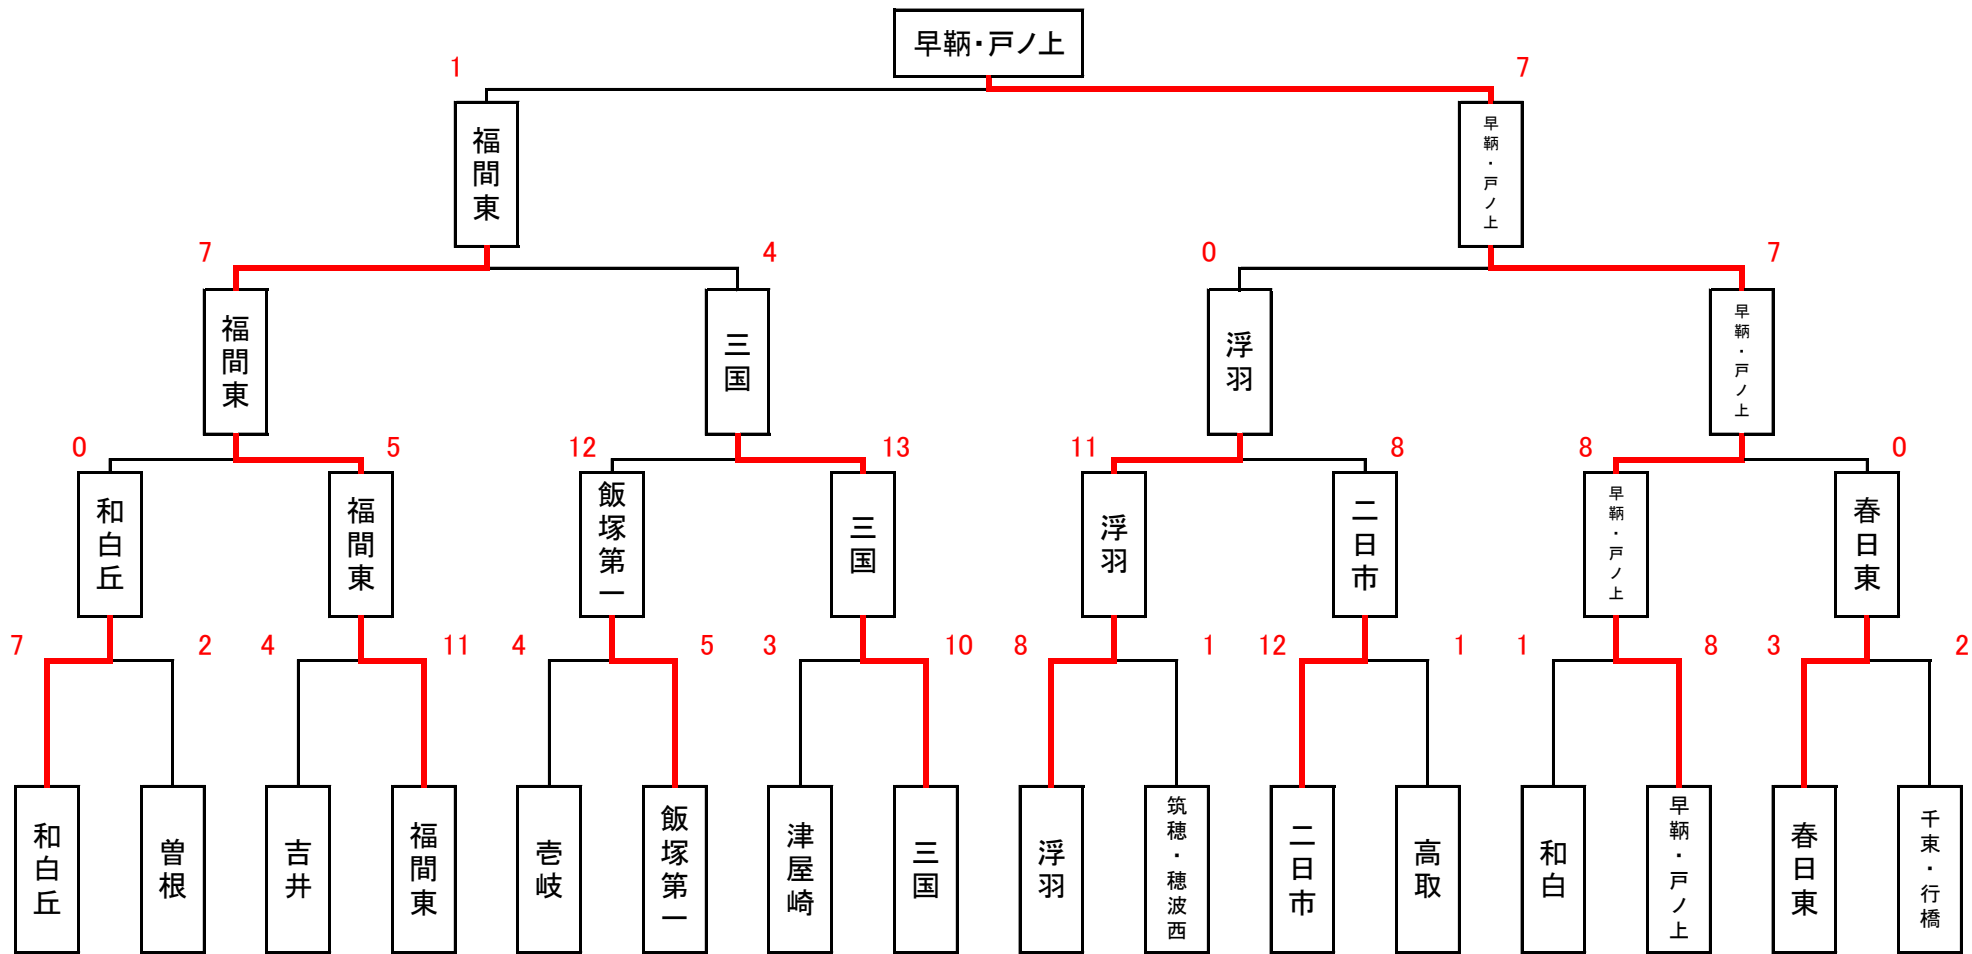 早鞆・戸ノ上
1
7
福間東
早鞆・戸ノ上
7
4
0
7
福間東
三国
浮羽
早鞆・戸ノ上
0
5
12
13
11
8
8
0
和白丘
福間東
飯塚第一
三国
浮羽
二日市
早鞆・戸ノ上
春日東
7
2
4
11
4
5
3
10
8
1
12
1
1
8
3
2
和白丘
曽根
吉井
福間東
壱岐
飯塚第一
津屋崎
三国
浮羽
筑穂・穂波西
二日市
高取
和白
早鞆・戸ノ上
春日東
千束・行橋